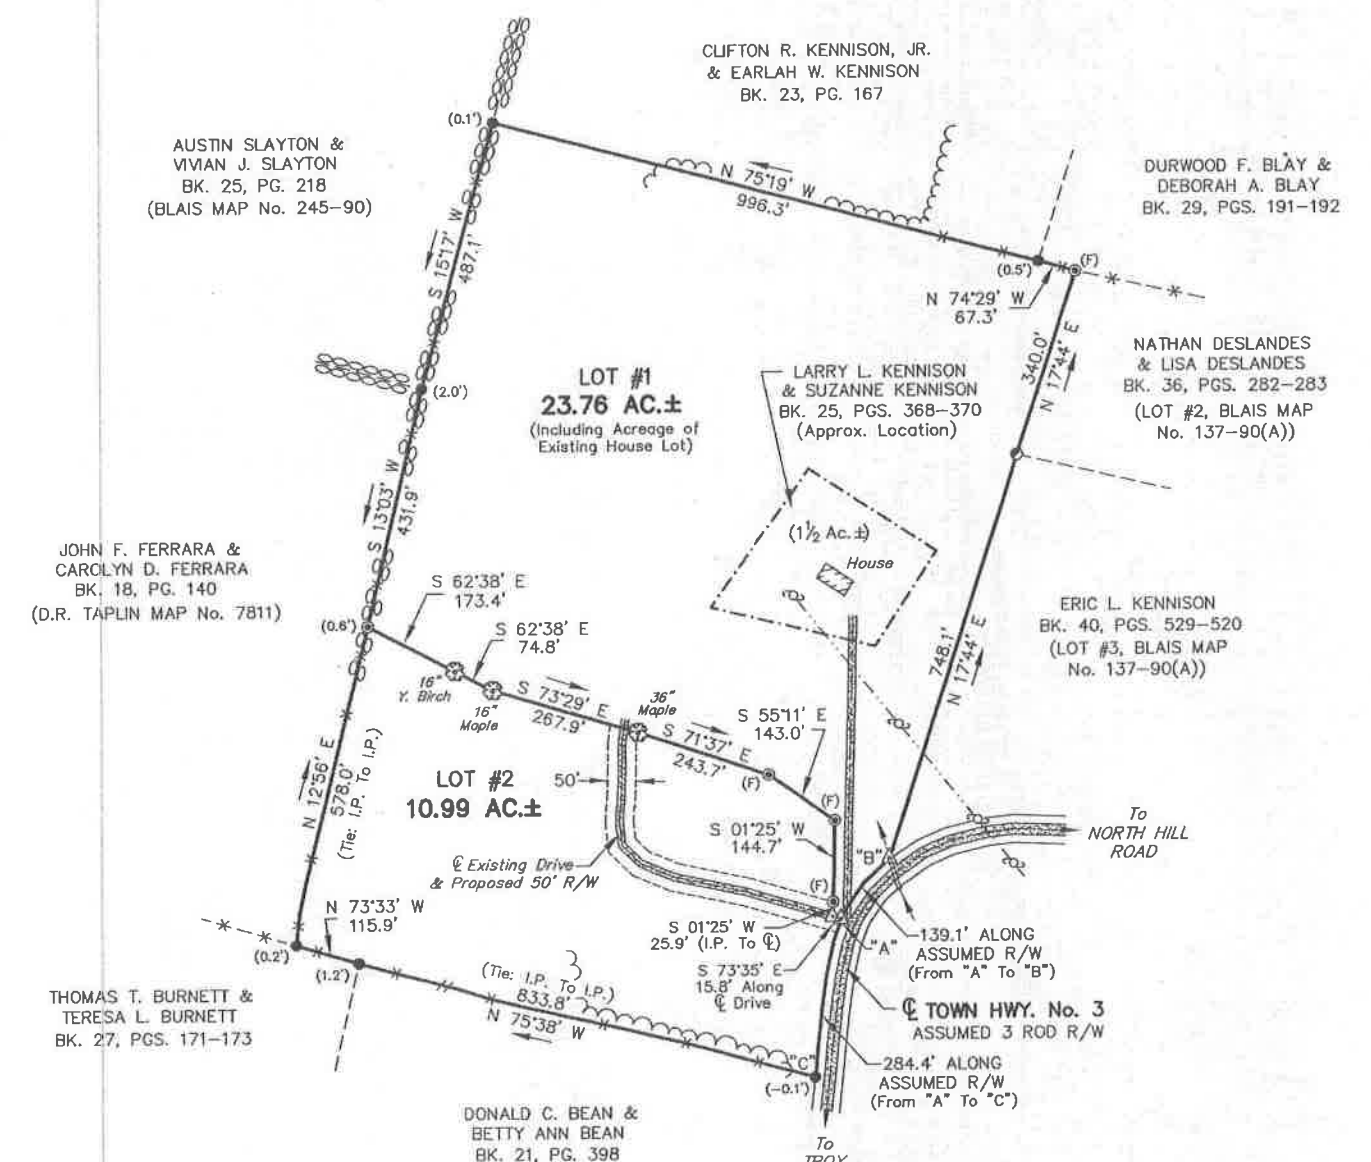 CLIFTON R. KENNISON, JR.
& EARLAH W. KENNISON
BK. 23, PG. 167
(0.1')
AUSTIN SLAYTON &
VIVIAN J. SLAYTON
BK. 25, PG. 218
(BLAIS MAP No. 245-90)
DURWOOD F. BLAY &
DEBORAH A. BLAY
BK. 29, PGS. 191-192
N 75°19' W
996.3'
S 15°17' W
487.1'
(0.5')
(F)
N 74°29' W
67.3'
340.0'
N 17°44' E
NATHAN DESLANDES
& LISA DESLANDES
BK. 36, PGS. 282-283
(LOT #2, BLAIS MAP
No. 137-90(A))
LOT #1
23.76 AC.±
(Including Acreage of
Existing House Lot)
LARRY L. KENNISON
& SUZANNE KENNISON
BK. 25, PGS. 368-370
(Approx. Location)
(2.0')
S 13°03' W
431.9'
(1½ Ac.±)
House
JOHN F. FERRARA &
CAROLYN D. FERRARA
BK. 18, PG. 140
(D.R. TAPLIN MAP No. 7811)
(0.6')
S 62°38' E
173.4'
S 62°38' E
74.8'
ERIC L. KENNISON
BK. 40, PGS. 529-520
(LOT #3, BLAIS MAP
No. 137-90(A))
748.1'
N 17°44' E
16"
Y. Birch
16"
Maple
S 73°29' E
267.9'
36"
Maple
S 71°37' E
243.7'
(F)
S 55°11' E
143.0'
(F)
N 12°56' E
578.0'
(Tie: I.P. To I.P.)
LOT #2
10.99 AC.±
50'
S 01°25' W
144.7'
"B"
To
NORTH HILL
ROAD
℄ Existing Drive
& Proposed 50' R/W
(F)
N 73°33' W
115.9'
S 01°25' W
25.9' (I.P. To ℄)
"A"
139.1' ALONG
ASSUMED R/W
(From "A" To "B")
S 73°35' E
15.8' Along
℄ Drive
(0.2')
(1.2')
(Tie: I.P. To I.P.)
833.8'
N 75°38' W
℄ TOWN HWY. No. 3
ASSUMED 3 ROD R/W
THOMAS T. BURNETT &
TERESA L. BURNETT
BK. 27, PGS. 171-173
"C"
(-0.1')
284.4' ALONG
ASSUMED R/W
(From "A" To "C")
DONALD C. BEAN &
BETTY ANN BEAN
BK. 21, PG. 398
To
TROY